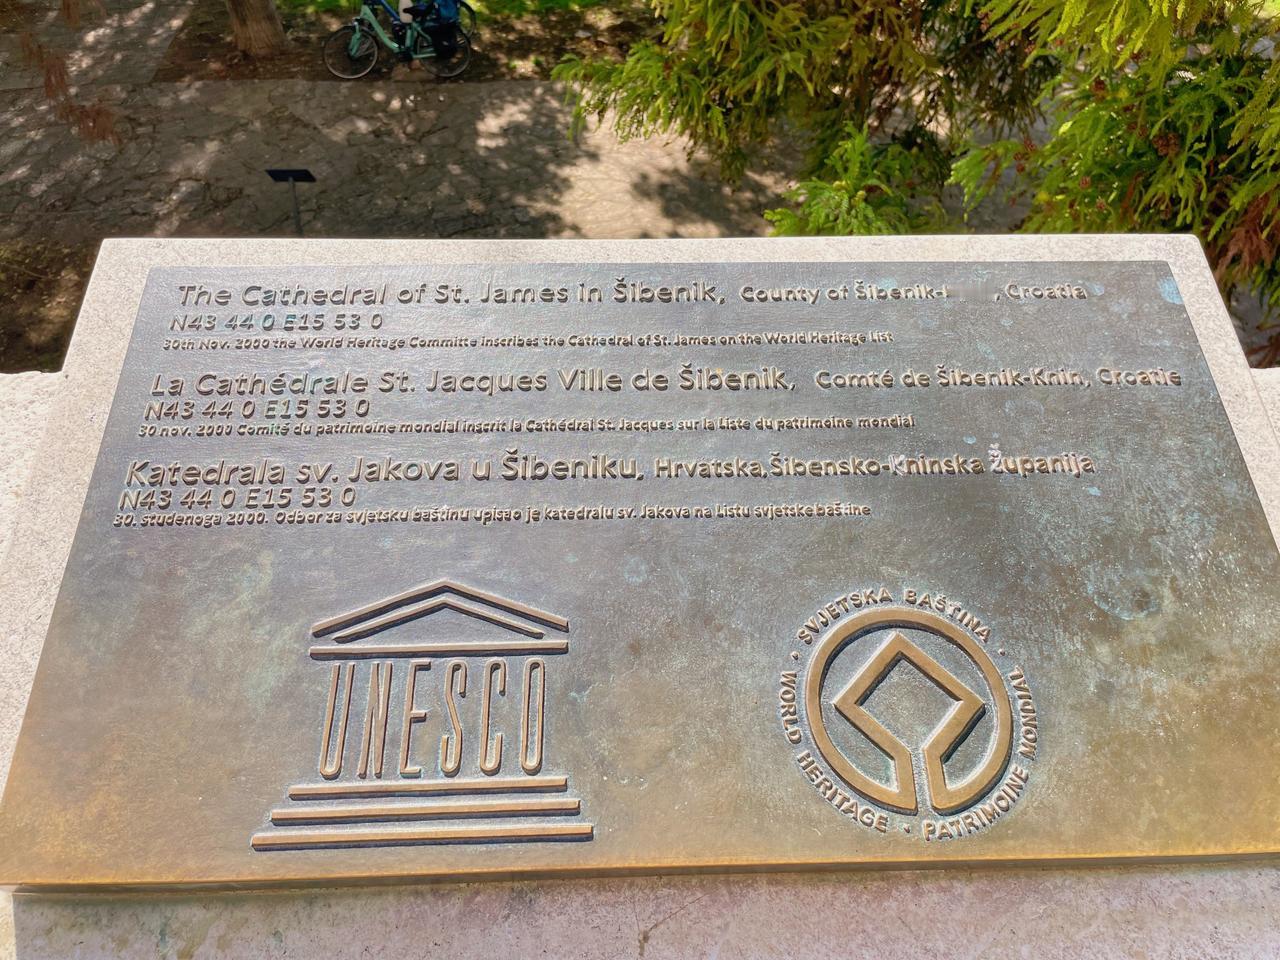 The Cathedral of St. James in Šibenik, County of Šibenik- , Croatia
N43 44 0 E15 53 0
30th Nov. 2000 the World Heritage Committe inscribes the Cathedral of St. James on the World Heritage List
La Cathédrale St. Jacques Ville de Šibenik, Comté de Šibenik-Knin, Croatie
N43 44 0 E15 53 0
30 nov. 2000 Comité du patrimoine mondial inscrit la Cathédral St. Jacques sur la Liste du patrimoine mondial
Katedrala sv. Jakova u Šibeniku, Hrvatska, Šibensko-Kninska Županija
N43 44 0 E15 53 0
30. studenoga 2000. Odbor za svjetsku baštinu upisao je katedralu sv. Jakova na Listu svjetske baštine
UNESCO
SVJETSKA BAŠTINA · WORLD HERITAGE · PATRIMOINE MONDIAL ·